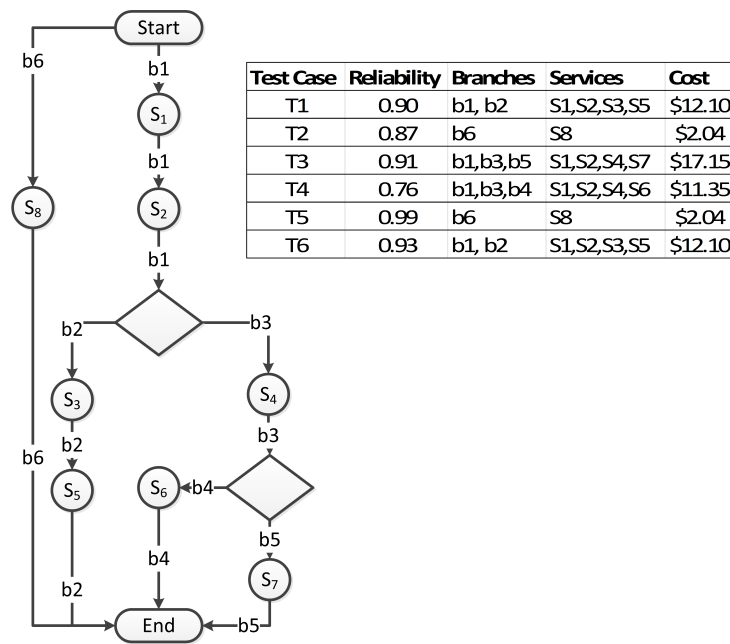 Start
b6
b1
S1
b1
S8
S2
b1
b2
b3
S3
S4
b2
b3
b6
S5
S6
b4
b5
b4
S7
b2
End
b5
Test Case Reliability Branches Services Cost
T1 0.90 b1, b2 S1,S2,S3,S5 $12.10
T2 0.87 b6 S8 $2.04
T3 0.91 b1,b3,b5 S1,S2,S4,S7 $17.15
T4 0.76 b1,b3,b4 S1,S2,S4,S6 $11.35
T5 0.99 b6 S8 $2.04
T6 0.93 b1, b2 S1,S2,S3,S5 $12.10